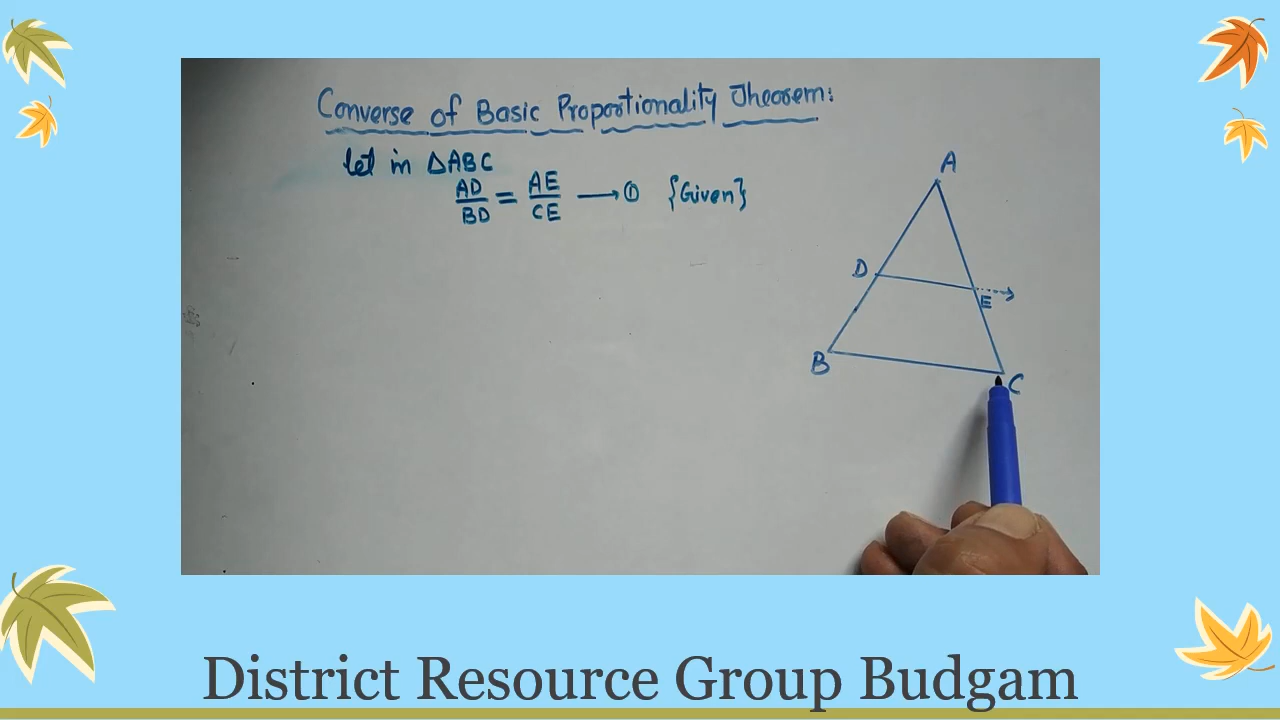 Converse of Basic Proportionality Theorem:
Let in ΔABC
AD/BD = AE/CE ⟶ ① {Given}
A
D
E
B
C
District Resource Group Budgam